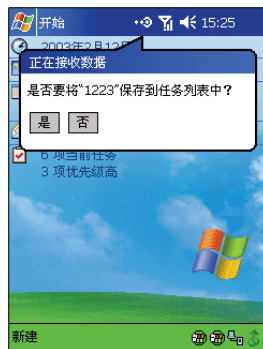 开始 15:25
2003年2月12
正在接收数据
是否要将“1223”保存到任务列表中？
是 否
6 项当前任务
3 项优先级高
新建